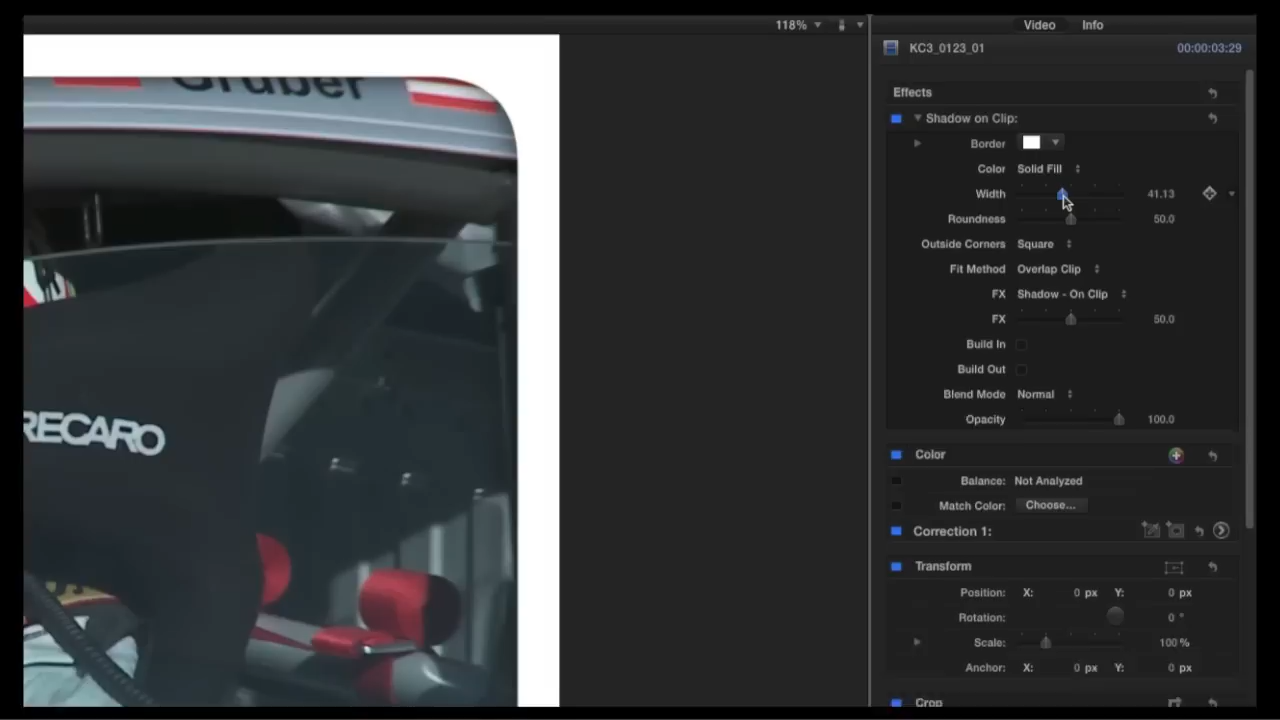 118%
Video Info
KC3_0123_01 00:00:03:29
Effects
Shadow on Clip:
Border
Color Solid Fill
Width 41.13
Roundness 50.0
Outside Corners Square
Fit Method Overlap Clip
FX Shadow - On Clip
FX 50.0
Build In
Build Out
Blend Mode Normal
Opacity 100.0
Color
Balance: Not Analyzed
Match Color: Choose...
Correction 1:
Transform
Position: X: 0 px Y: 0 px
Rotation: 0 °
Scale: 100 %
Anchor: X: 0 px Y: 0 px
Crop
Gruber
RECARO